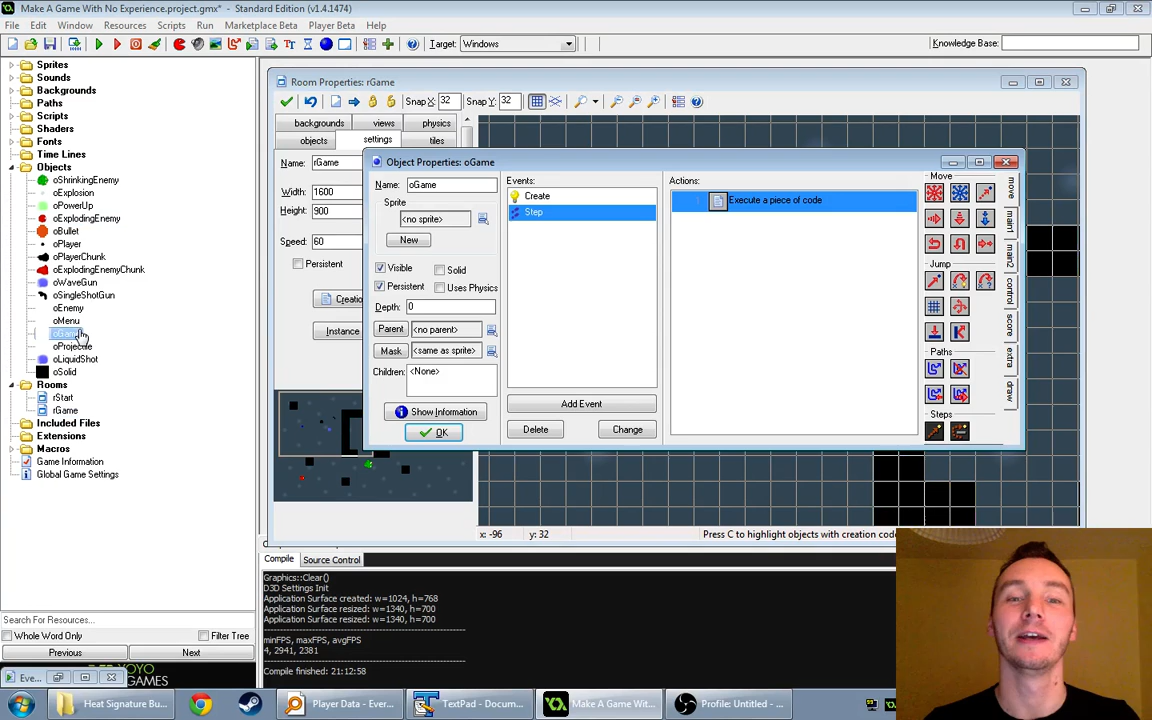 Make A Game With No Experience.project.gmx* - Standard Edition (v1.4.1474)
File Edit Window Resources Scripts Run Marketplace Beta Player Beta Help
Target: Windows
Knowledge Base:
Sprites
Sounds
Backgrounds
Paths
Scripts
Shaders
Fonts
Time Lines
Objects
oShrinkingEnemy
oExplosion
oPowerUp
oExplodingEnemy
oBullet
oPlayer
oPlayerChunk
oExplodingEnemyChunk
oWaveGun
oSingleShotGun
oEnemy
oMenu
oProjectile
oLiquidShot
oSolid
Rooms
rStart
rGame
Included Files
Extensions
Macros
Game Information
Global Game Settings
Search For Resources...
Whole Word Only Filter Tree
Previous Next
Eve...
YOYO
GAMES
Room Properties: rGame
Snap X: 32 Snap Y: 32
backgrounds views physics
objects settings tiles
Name: rGame
Width: 1600
Height: 900
Speed: 60
Persistent
Creatio
Instance
Object Properties: oGame
Name: oGame
Sprite
<no sprite>
New
Visible Solid
Persistent Uses Physics
Depth: 0
Parent <no parent>
Mask <same as sprite>
Children: <None>
Show Information
OK
Events:
Create
Step
Add Event
Delete Change
Actions:
Execute a piece of code
Move
Jump
Paths
Steps
move
main1
main2
control
score
extra
draw
x: -96 y: 32 Press C to highlight objects with creation code
Compile Source Control
Graphics::Clear()
D3D Settings Init
Application Surface created: w=1024, h=768
Application Surface resized: w=1340, h=700
Application Surface resized: w=1340, h=700
minFPS, maxFPS, avgFPS
4, 2941, 2381
Compile finished: 21:12:58
Heat Signature Bu...
Player Data - Ever...
TextPad - Docum...
Make A Game Wit...
Profile: Untitled - ...